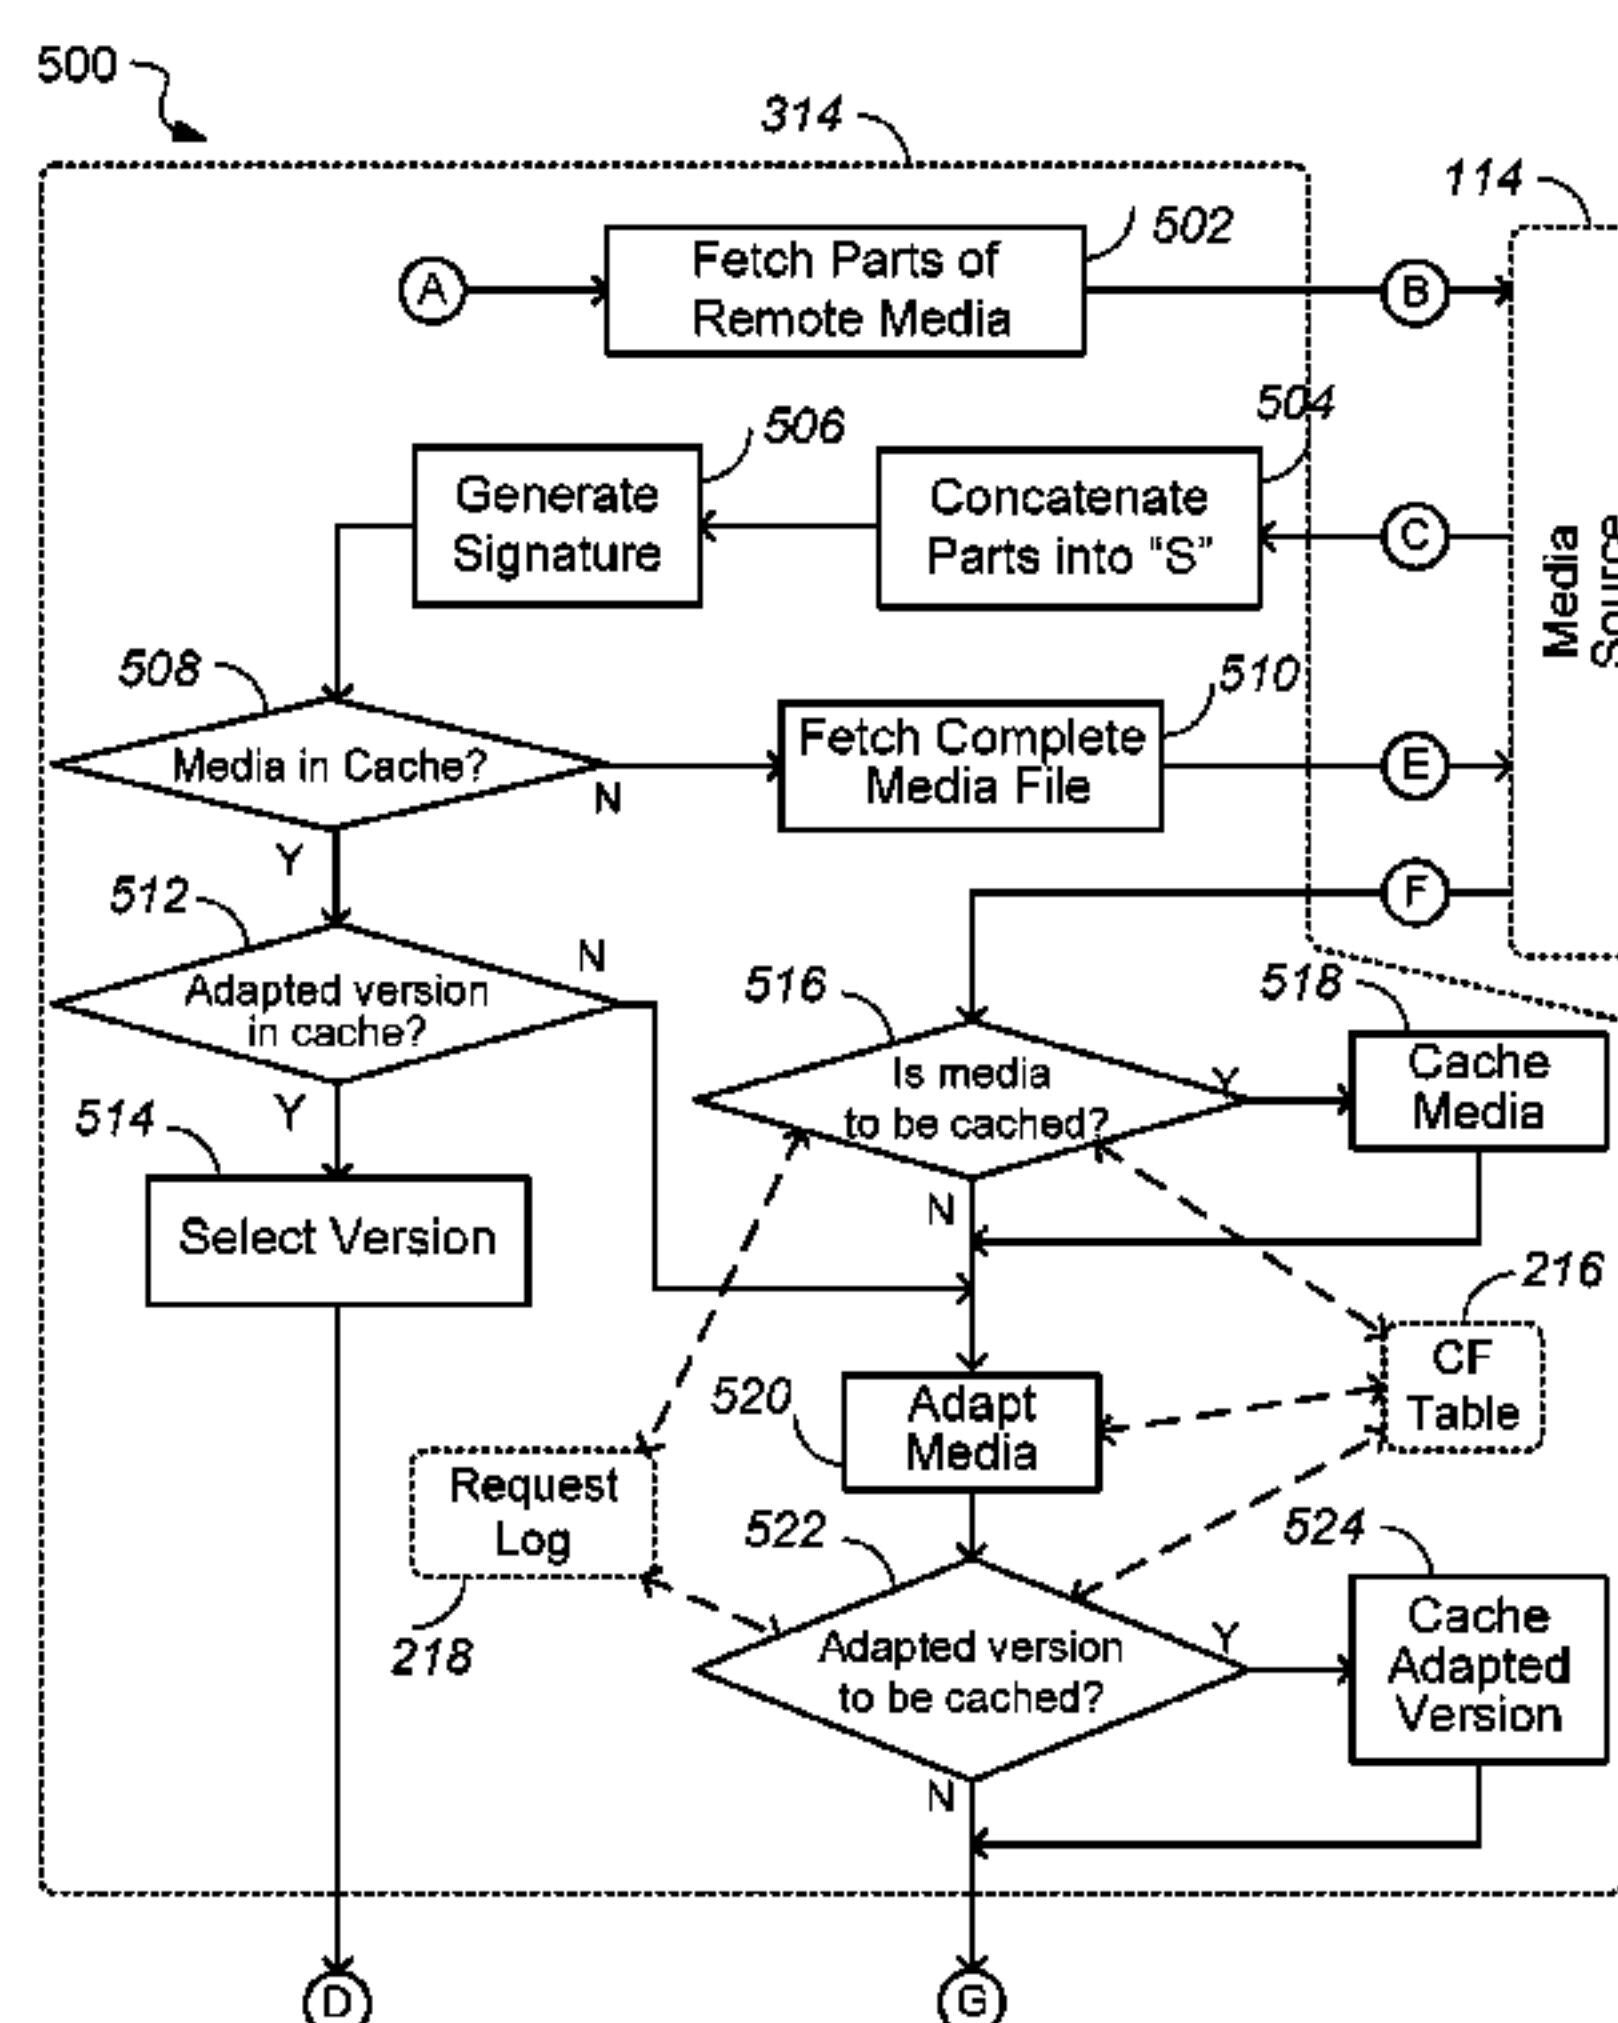 500
314
114
502
Fetch Parts of
Remote Media
A
B
504
506
Generate
Signature
Concatenate
Parts into “S”
C
Media
508
510
Media in Cache?
N
Fetch Complete
Media File
E
Y
F
512
N
Adapted version
in cache?
516
518
Is media
to be cached?
Y
Cache
Media
514
Y
N
Select Version
216
CF
Table
520
Adapt
Media
Request
Log
522
524
218
Adapted version
to be cached?
Y
Cache
Adapted
Version
N
D
G